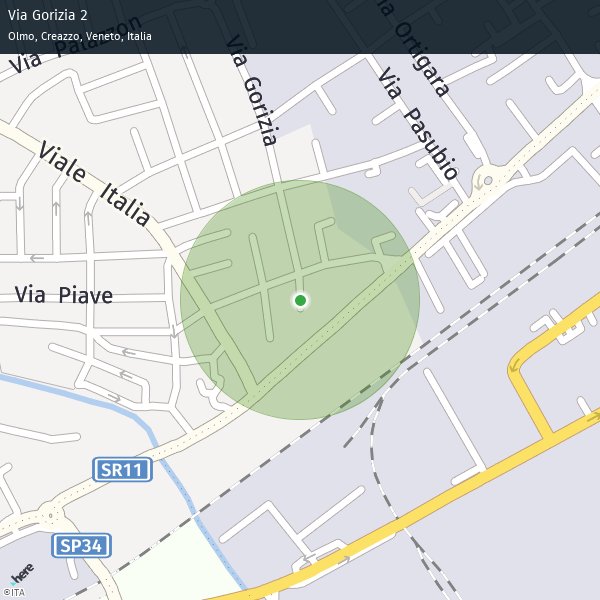 Via Gorizia 2
Olmo, Creazzo, Veneto, Italia
Via Palazzon
Via Gorizia
Via Ortigara
Via Pasubio
Viale Italia
Via Piave
SR11
SP34
here
©ITA